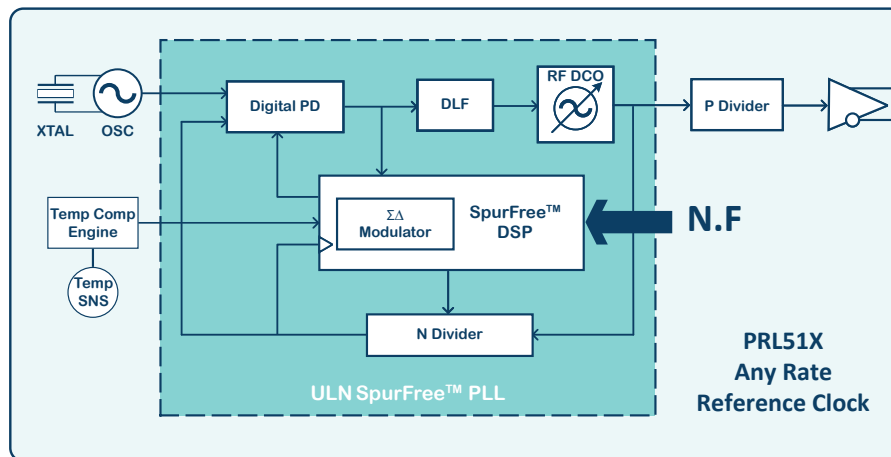 XTAL
OSC
Digital PD
DLF
RF DCO
P Divider
Temp Comp
Engine
Temp
SNS
ΣΔ
Modulator
SpurFree™
DSP
N.F
N Divider
ULN SpurFree™ PLL
PRL51X
Any Rate
Reference Clock